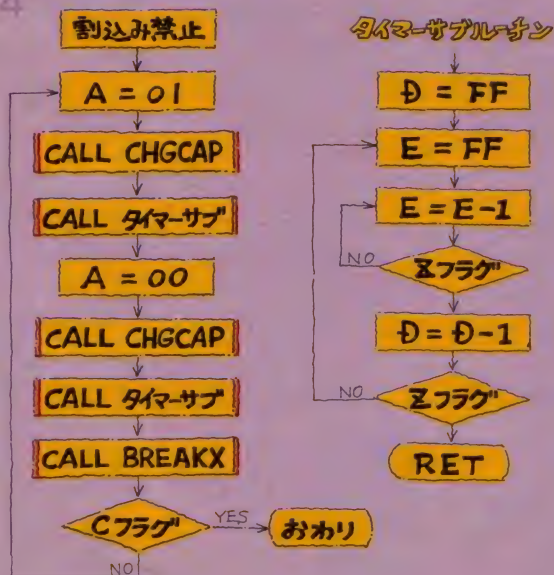 4
割込み禁止
A = 01
CALL CHGCAP
CALL タイマーサブ
A = 00
CALL CHGCAP
CALL タイマーサブ
CALL BREAKX
Cフラグ
YES
おわり
NO
タイマーサブルーチン
D = FF
E = FF
E = E-1
NO
Zフラグ
D = D-1
NO
Zフラグ
RET